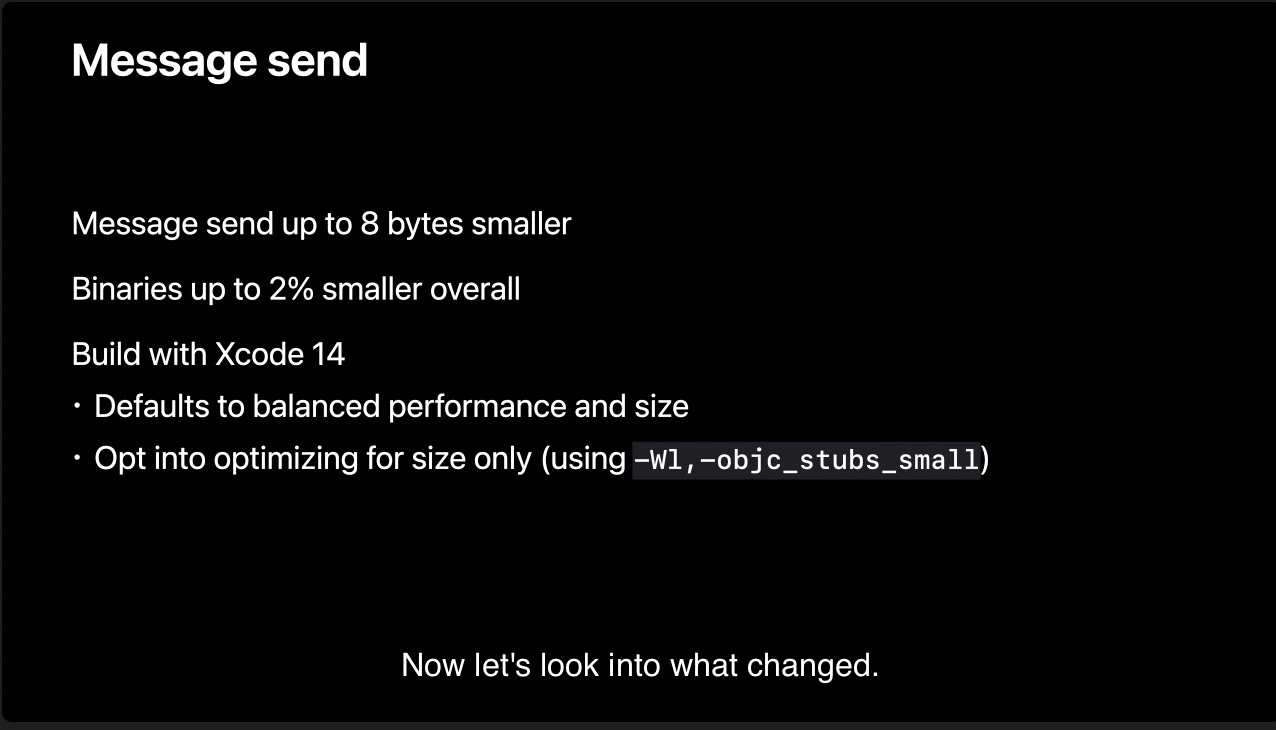 Message send
Message send up to 8 bytes smaller
Binaries up to 2% smaller overall
Build with Xcode 14
• Defaults to balanced performance and size
• Opt into optimizing for size only (using -Wl,-objc_stubs_small)
Now let's look into what changed.